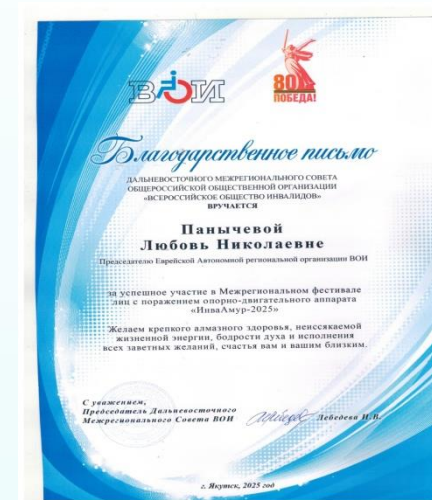 ВОИ
80
ПОБЕДА!
Благодарственное письмо
ДАЛЬНЕВОСТОЧНОГО МЕЖРЕГИОНАЛЬНОГО СОВЕТА
ОБЩЕРОССИЙСКОЙ ОБЩЕСТВЕННОЙ ОРГАНИЗАЦИИ
«ВСЕРОССИЙСКОЕ ОБЩЕСТВО ИНВАЛИДОВ»
ВРУЧАЕТСЯ
Панычевой
Любовь Николаевне
Председателю Еврейской Автономной региональной организации ВОИ
за успешное участие в Межрегиональном фестивале
лиц с поражением опорно-двигательного аппарата
«ИнваАмур-2025»
Желаем крепкого алмазного здоровья, неиссякаемой
жизненной энергии, бодрости духа и исполнения
всех заветных желаний, счастья вам и вашим близким.
С уважением,
Председатель Дальневосточного
Межрегионального Совета ВОИ
Лебедева И.В.
г. Якутск, 2025 год